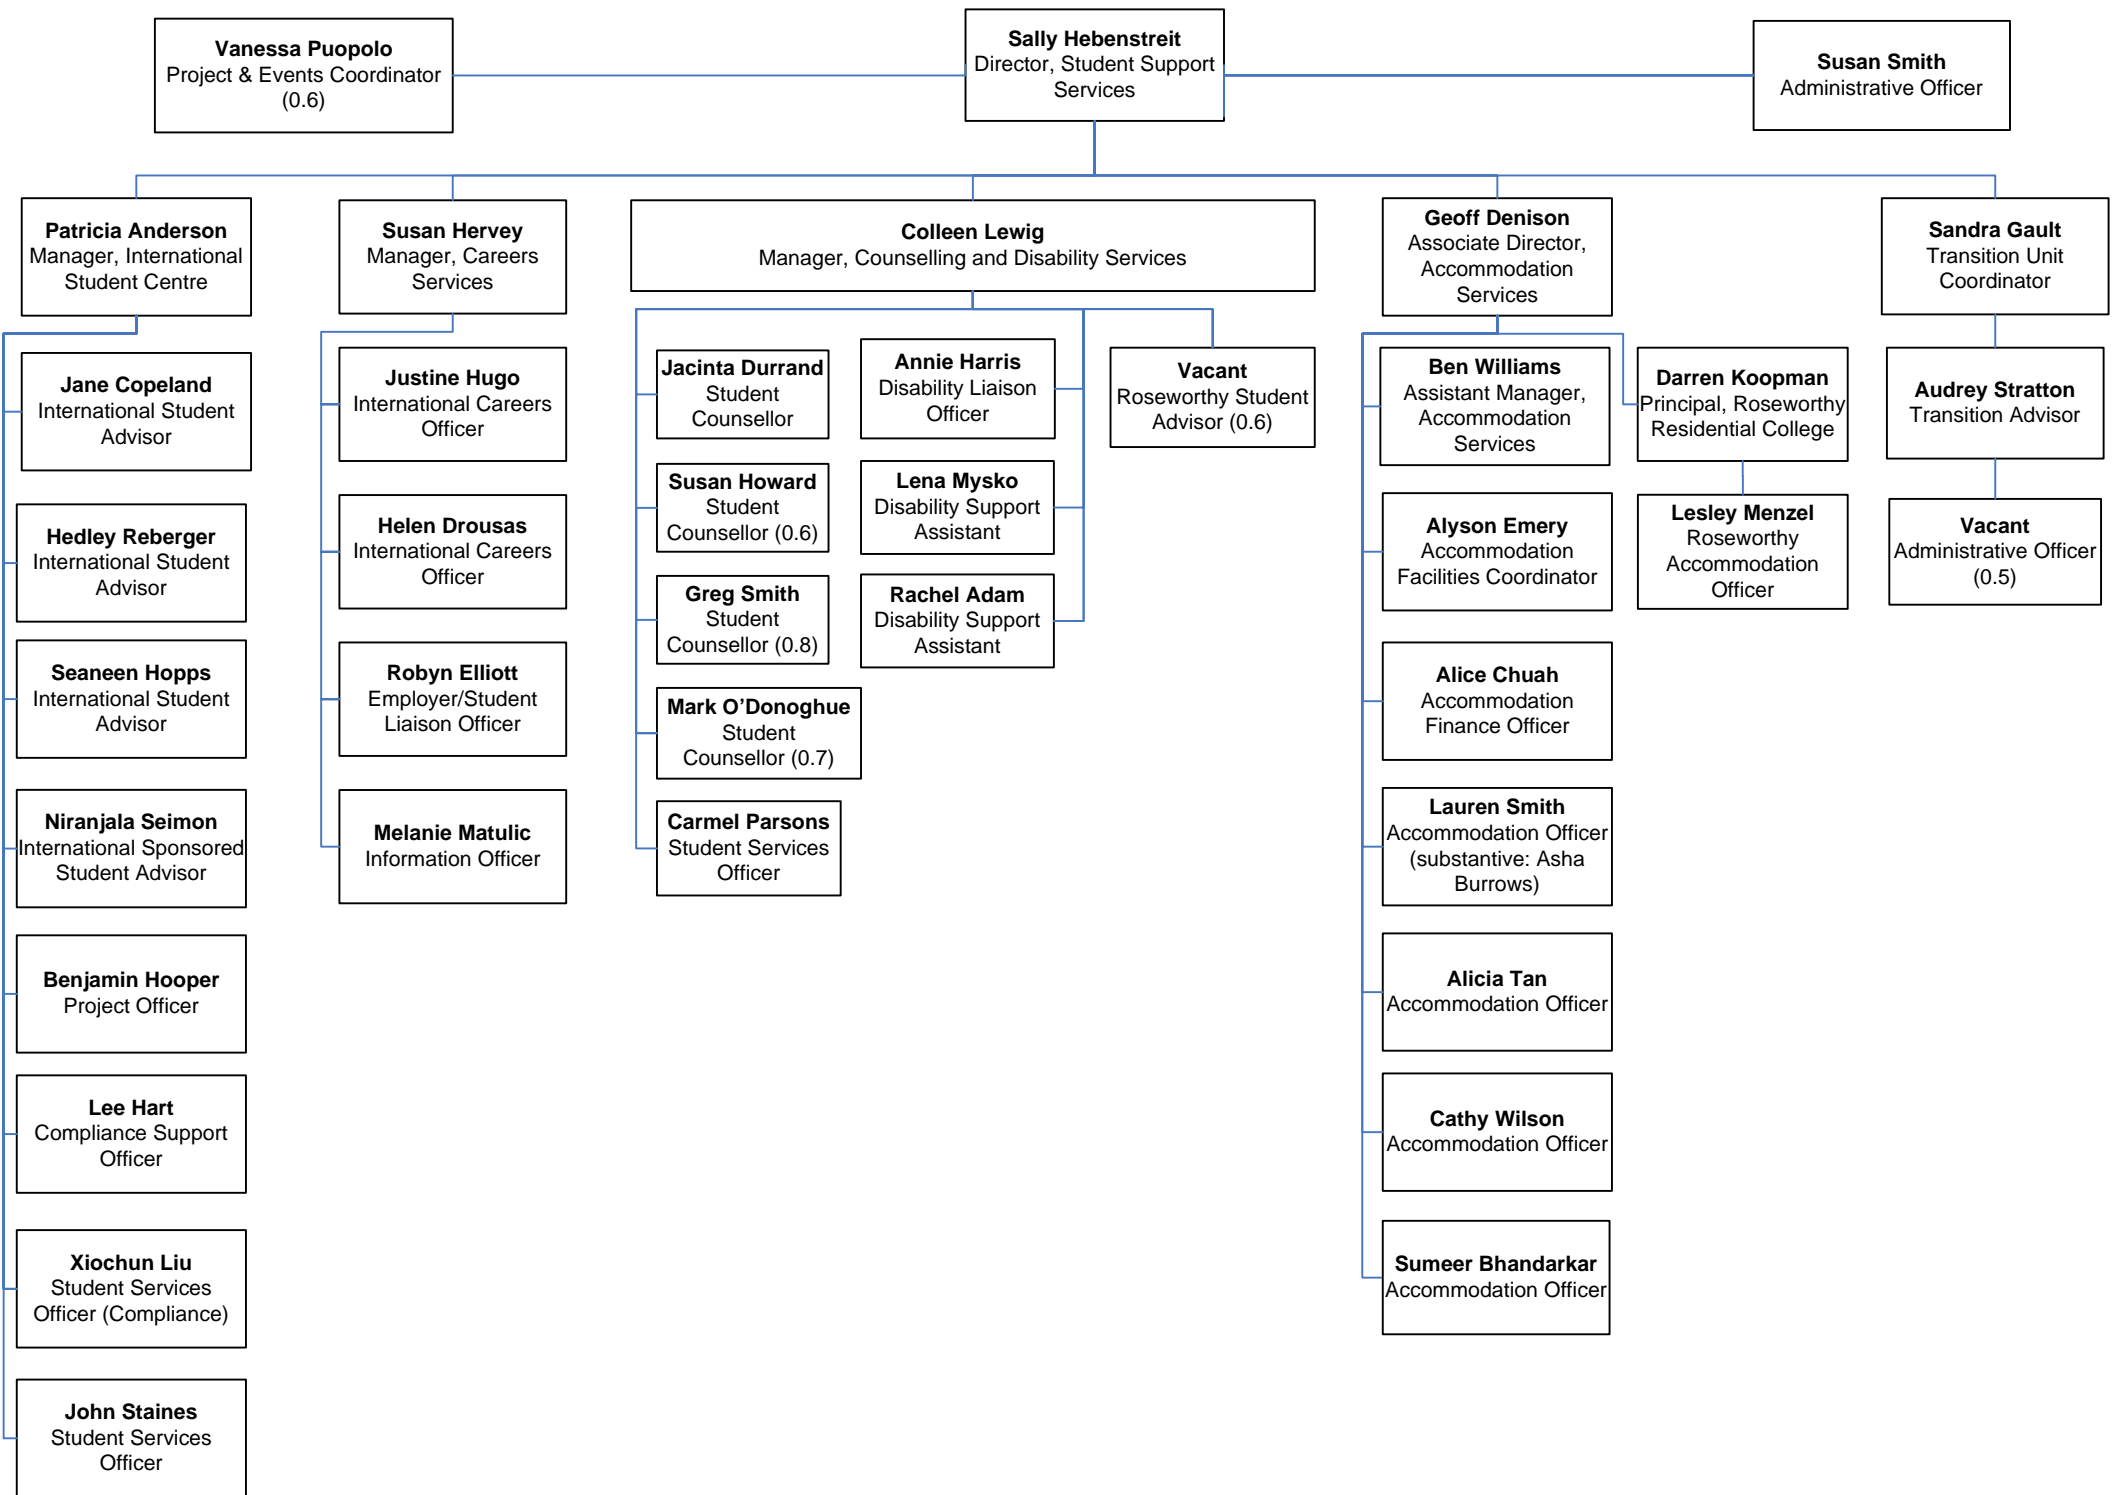 Vanessa Puopolo
Project & Events Coordinator
(0.6)
Sally Hebenstreit
Director, Student Support
Services
Susan Smith
Administrative Officer
Patricia Anderson
Manager, International
Student Centre
Susan Hervey
Manager, Careers
Services
Colleen Lewig
Manager, Counselling and Disability Services
Geoff Denison
Associate Director,
Accommodation
Services
Sandra Gault
Transition Unit
Coordinator
Jane Copeland
International Student
Advisor
Hedley Reberger
International Student
Advisor
Seaneen Hopps
International Student
Advisor
Niranjala Seimon
International Sponsored
Student Advisor
Benjamin Hooper
Project Officer
Lee Hart
Compliance Support
Officer
Xiochun Liu
Student Services
Officer (Compliance)
John Staines
Student Services
Officer
Justine Hugo
International Careers
Officer
Helen Drousas
International Careers
Officer
Robyn Elliott
Employer/Student
Liaison Officer
Melanie Matulic
Information Officer
Jacinta Durrand
Student
Counsellor
Susan Howard
Student
Counsellor (0.6)
Greg Smith
Student
Counsellor (0.8)
Mark O’Donoghue
Student
Counsellor (0.7)
Carmel Parsons
Student Services
Officer
Annie Harris
Disability Liaison
Officer
Lena Mysko
Disability Support
Assistant
Rachel Adam
Disability Support
Assistant
Vacant
Roseworthy Student
Advisor (0.6)
Ben Williams
Assistant Manager,
Accommodation
Services
Alyson Emery
Accommodation
Facilities Coordinator
Alice Chuah
Accommodation
Finance Officer
Lauren Smith
Accommodation Officer
(substantive: Asha
Burrows)
Alicia Tan
Accommodation Officer
Cathy Wilson
Accommodation Officer
Sumeer Bhandarkar
Accommodation Officer
Darren Koopman
Principal, Roseworthy
Residential College
Lesley Menzel
Roseworthy
Accommodation
Officer
Audrey Stratton
Transition Advisor
Vacant
Administrative Officer
(0.5)